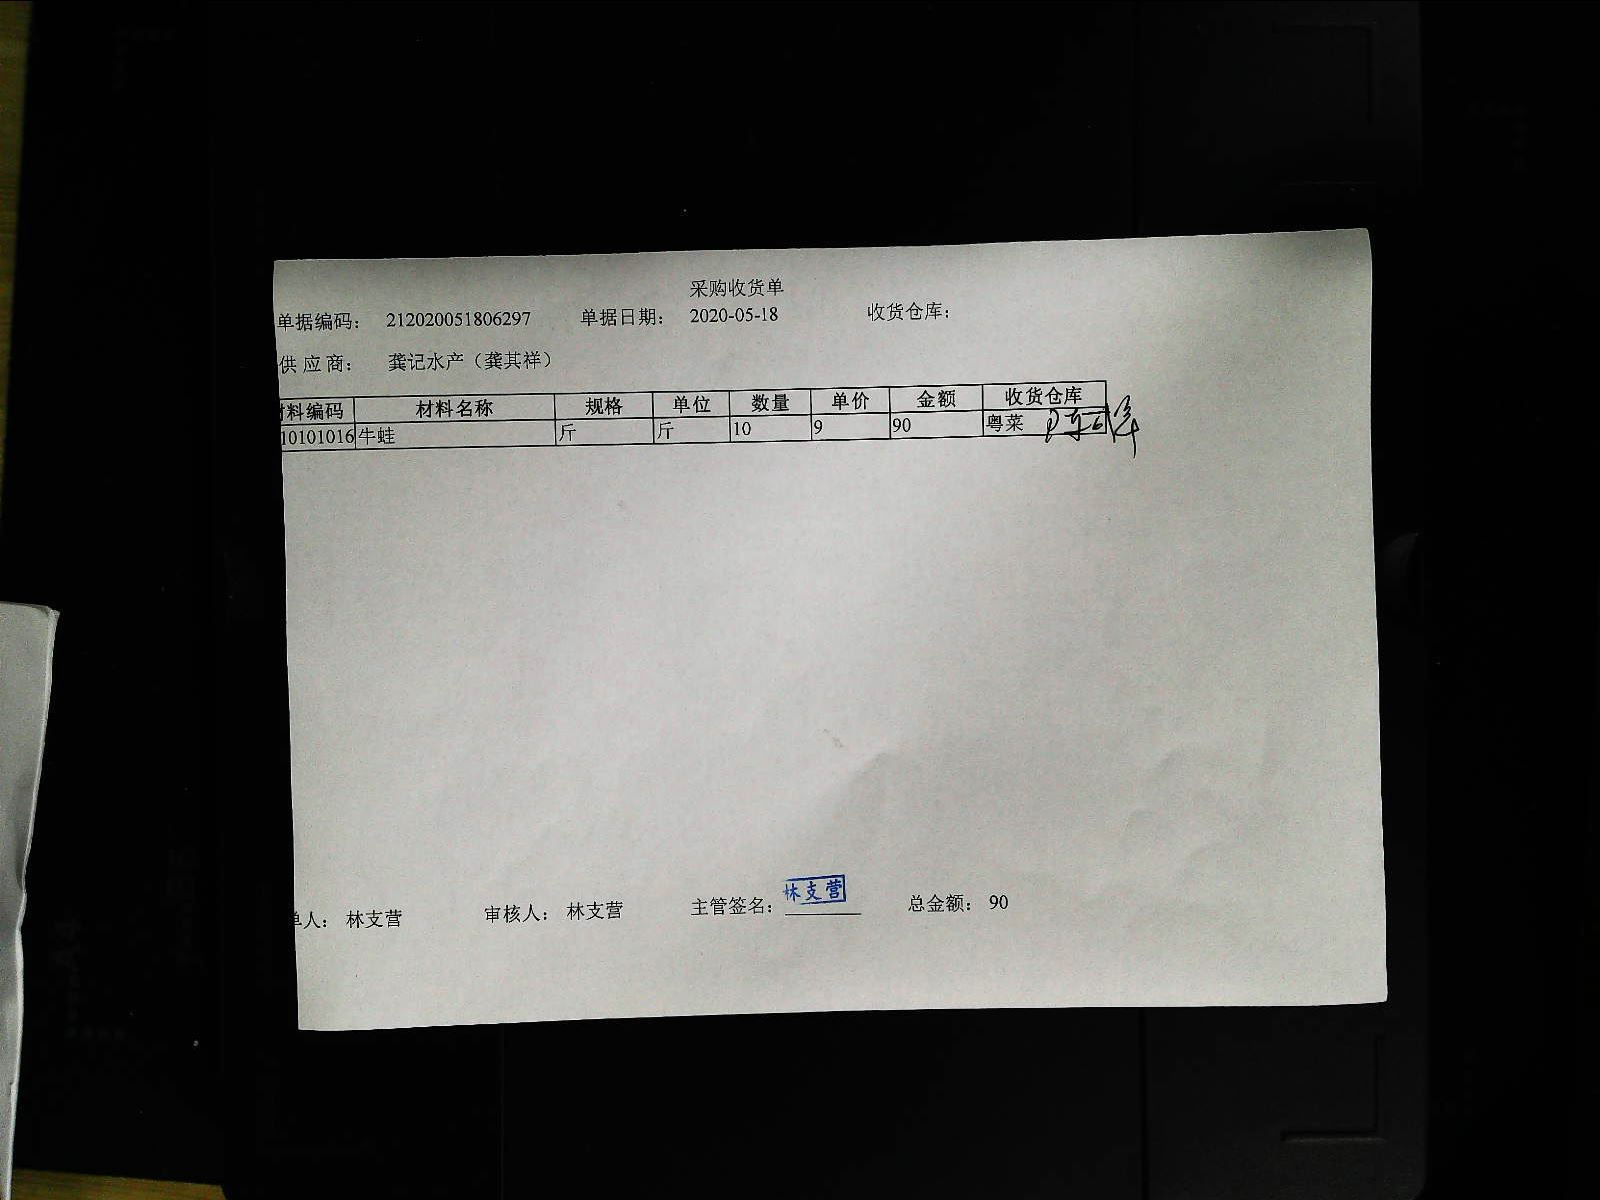 采购收货单
单据编码： 212020051806297 单据日期： 2020-05-18 收货仓库:
供 应 商： 龚记水产（龚其祥）
材料编码 材料名称 规格 单位 数量 单价 金额 收货仓库
10101016 牛蛙 斤 斤 10 9 90 粤菜
单人： 林支营 审核人： 林支营 主管签名： 林支营 总金额： 90